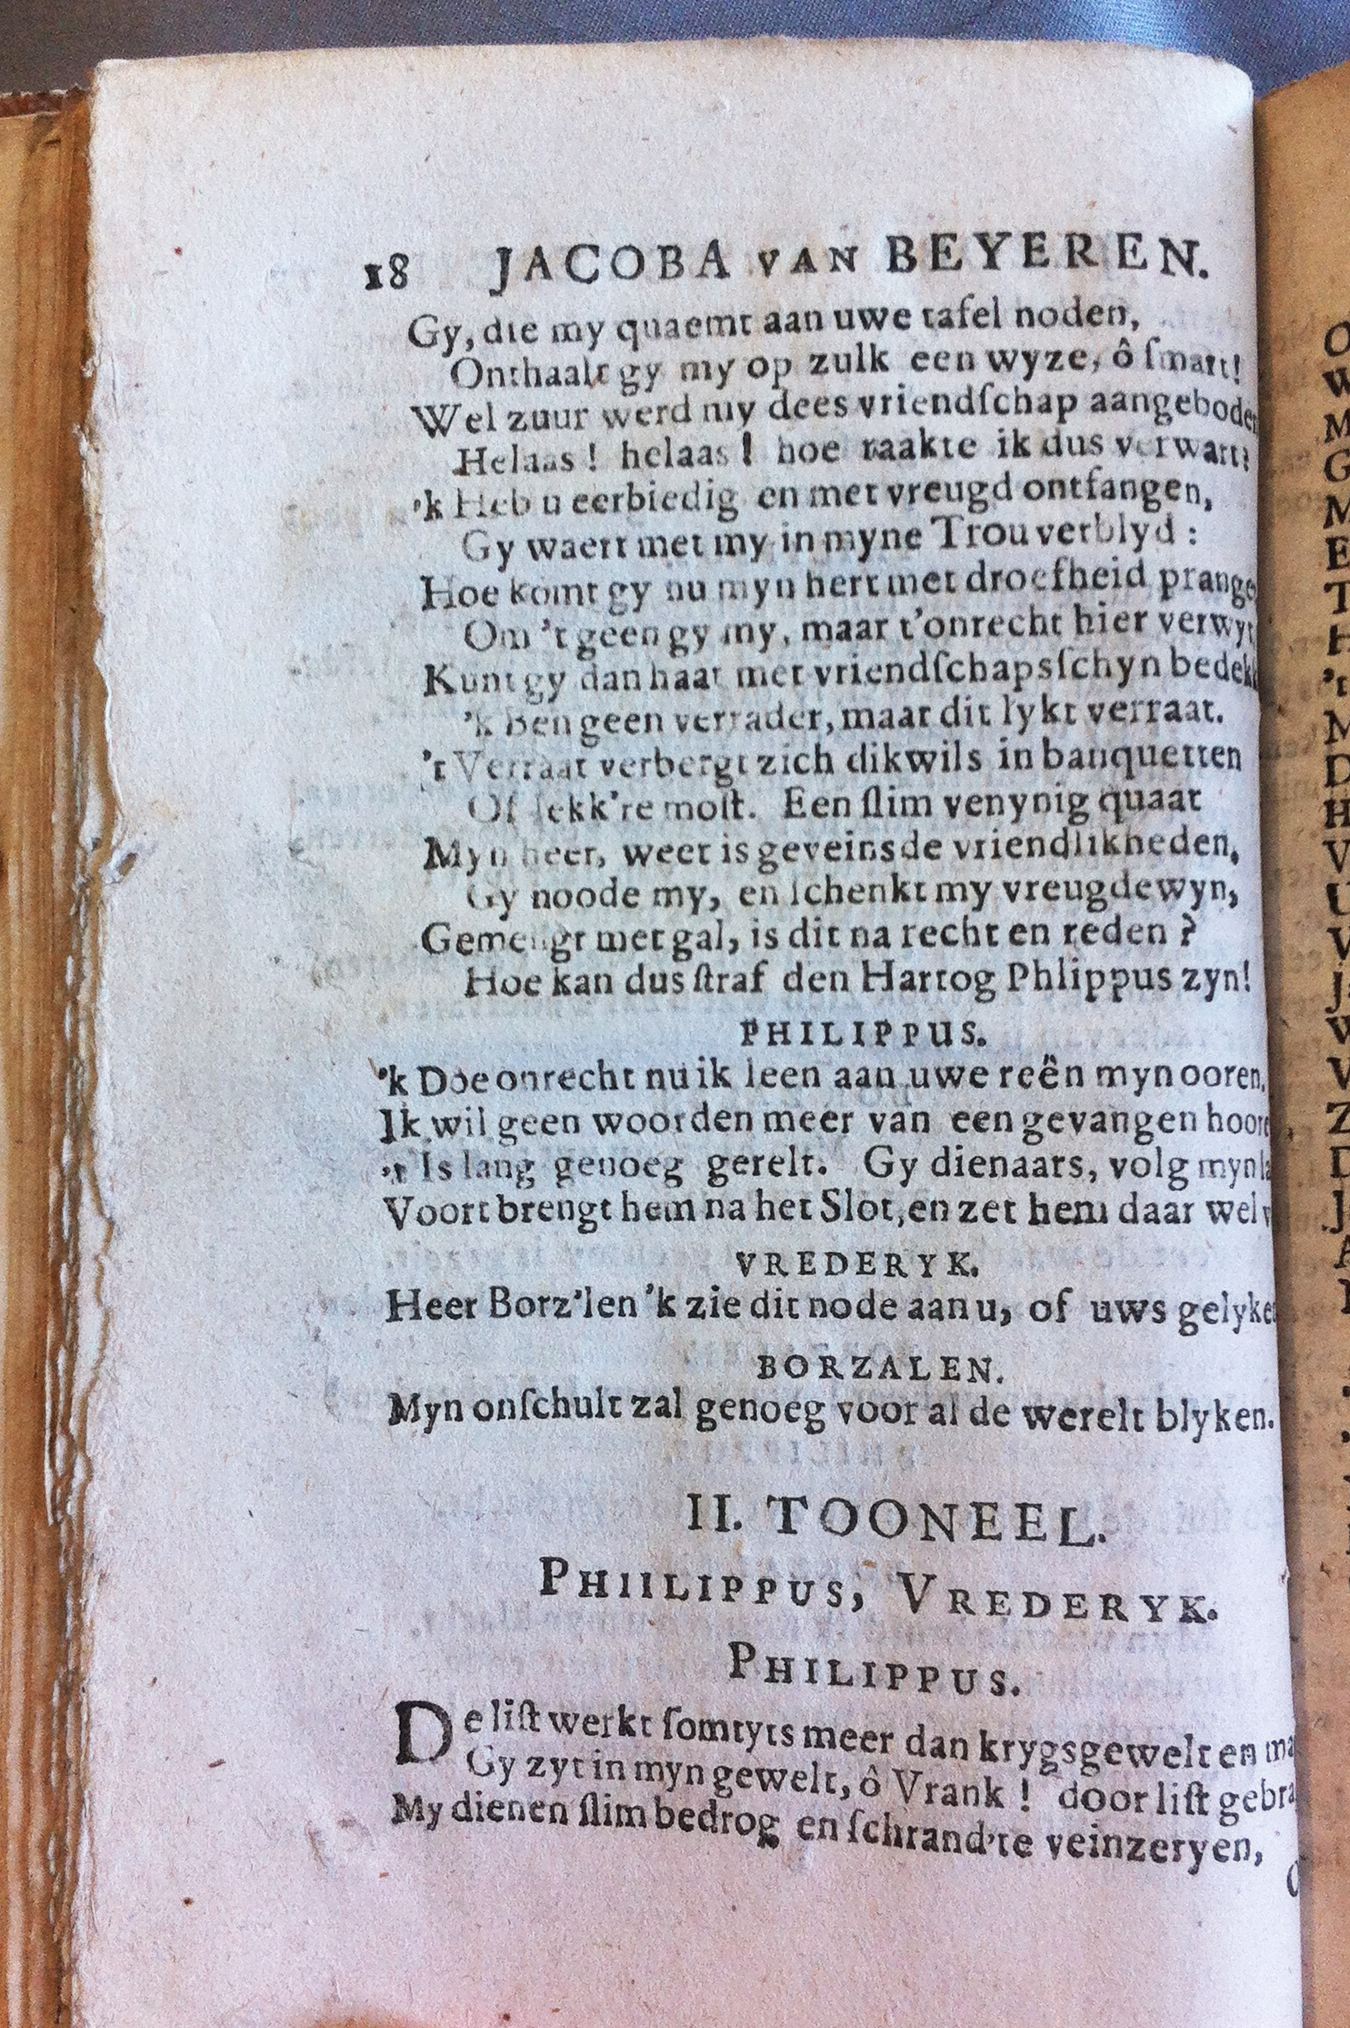 18 JACOBA VAN BEYEREN.
Gy, die my quaemt aan uwe tafel noden,
Onthaalt gy my op zulk een wyze, ô ſmart!
Wel zuur werd my dees vriendſchap aangeboden
Helaas! helaas! hoe raakte ik dus verwart?
'k Heb u eerbiedig en met vreugd ontfangen,
Gy waert met my in myne Trou verblyd:
Hoe komt gy nu myn hert met droefheid prange
Om 't geen gy my, maar t'onrecht hier verwyt
Kunt gy dan haat met vriendſchapsſchyn bedekk
'k Ben geen verrader, maar dit lykt verraat.
't Verraat verbergt zich dikwils in banquetten
Of lekk're moſt. Een ſlim venynig quaat
Myn heer, weet is geveinsde vriendlikheden,
Gy noode my, en ſchenkt my vreugdewyn,
Gemengt met gal, is dit na recht en reden?
Hoe kan dus ſtraf den Hartog Phlippus zyn!
PHILIPPUS.
'k Doe onrecht nu ik leen aan uwe reên myn ooren,
Ik wil geen woorden meer van een gevangen hoore
't Is lang genoeg gerelt. Gy dienaars, volg myn la
Voort brengt hem na het Slot, en zet hem daar wel v
VREDERYK.
Heer Borz'len 'k zie dit node aan u, of uws gelyke
BORZALEN.
Myn onſchult zal genoeg voor al de werelt blyken.
II. TOONEEL.
PHIILIPPUS, VREDERYK.
PHILIPPUS.
De liſt werkt ſomtyts meer dan krygsgewelt en ma
Gy zyt in myn gewelt, ô Vrank! door liſt gebra
My dienen ſlim bedrog en ſchrand're veinzeryen,